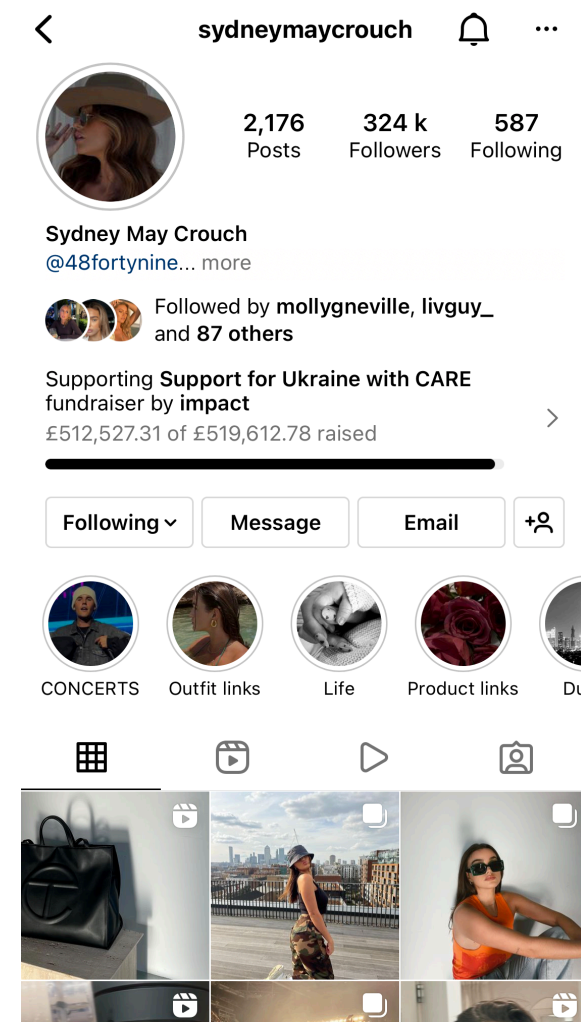 sydneymaycrouch
2,176
324 k
587
Posts
Followers
Following
Sydney May Crouch
@48fortynine... more
Followed by mollygneville, livguy_
and 87 others
Supporting Support for Ukraine with CARE
fundraiser by impact
£512,527.31 of £519,612.78 raised
Following
Message
Email
CONCERTS
Outfit links
Life
Product links
Du